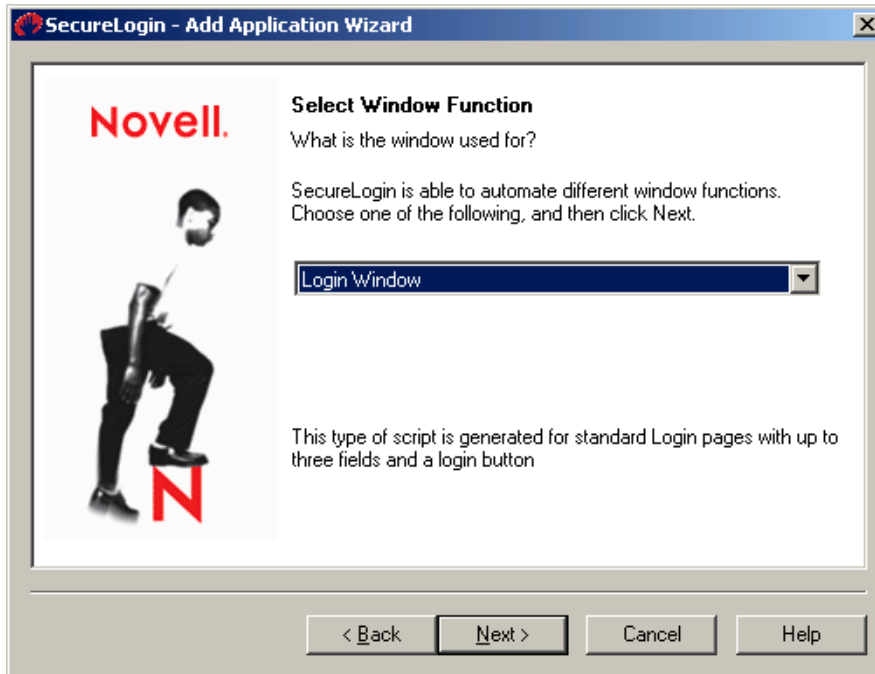 SecureLogin - Add Application Wizard
Novell.
Select Window Function
What is the window used for?
SecureLogin is able to automate different window functions.
Choose one of the following, and then click Next.
Login Window
This type of script is generated for standard Login pages with up to
three fields and a login button
N
< Back
Next >
Cancel
Help